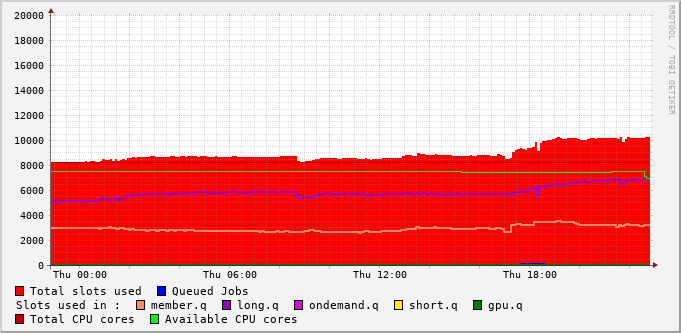 20000
18000
16000
14000
12000
10000
8000
6000
4000
2000
0
Thu 00:00 Thu 06:00 Thu 12:00 Thu 18:00
Total slots used Queued Jobs
Slots used in : member.q long.q ondemand.q short.q gpu.q
Total CPU cores Available CPU cores
RRDTOOL / TOBI OETIKER